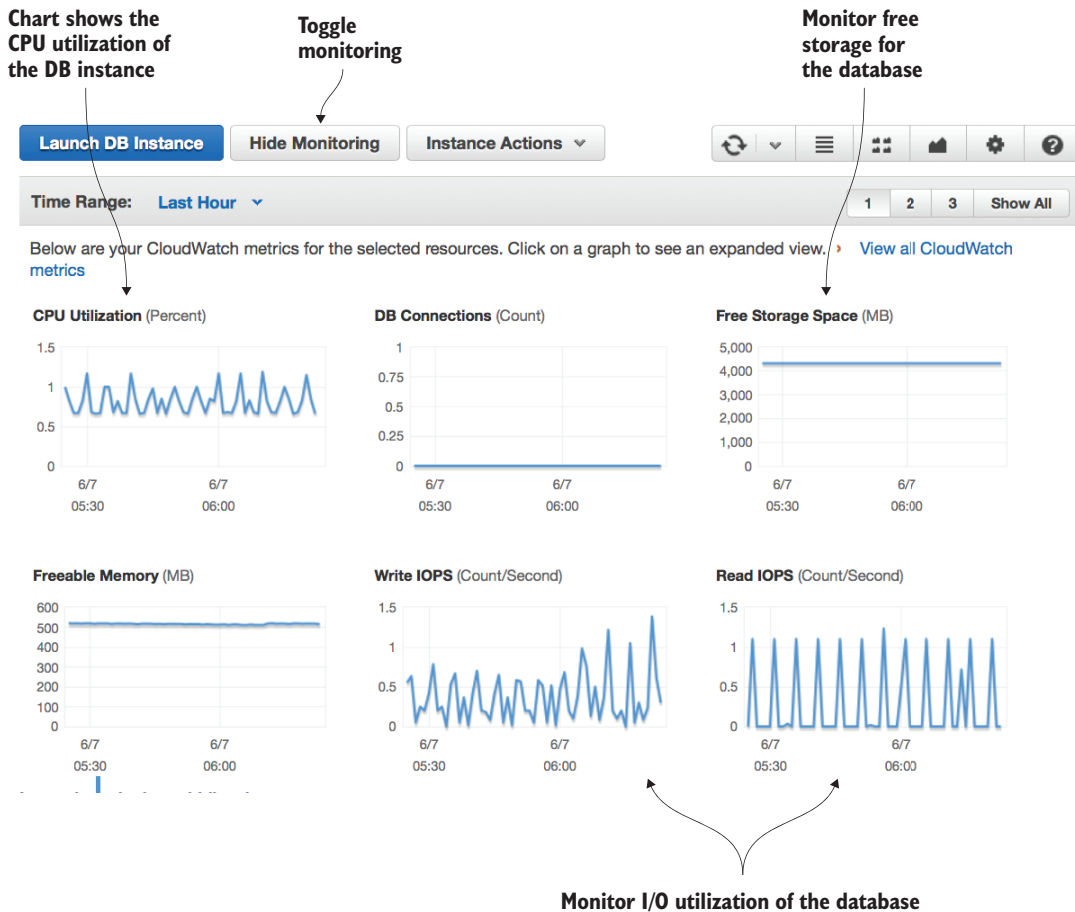 Chart shows the
CPU utilization of
the DB instance
Toggle
monitoring
Monitor free
storage for
the database
Launch DB Instance
Hide Monitoring
Instance Actions
Time Range: Last Hour
1 2 3 Show All
Below are your CloudWatch metrics for the selected resources. Click on a graph to see an expanded view. View all CloudWatch
metrics
CPU Utilization (Percent)
1.5
1
0.5
0
6/7 6/7
05:30 06:00
DB Connections (Count)
1
0.75
0.5
0.25
0
6/7 6/7
05:30 06:00
Free Storage Space (MB)
5,000
4,000
3,000
2,000
1,000
0
6/7 6/7
05:30 06:00
Freeable Memory (MB)
600
500
400
300
200
100
0
6/7 6/7
05:30 06:00
Write IOPS (Count/Second)
1.5
1
0.5
0
6/7 6/7
05:30 06:00
Read IOPS (Count/Second)
1.5
1
0.5
0
6/7 6/7
05:30 06:00
Monitor I/O utilization of the database